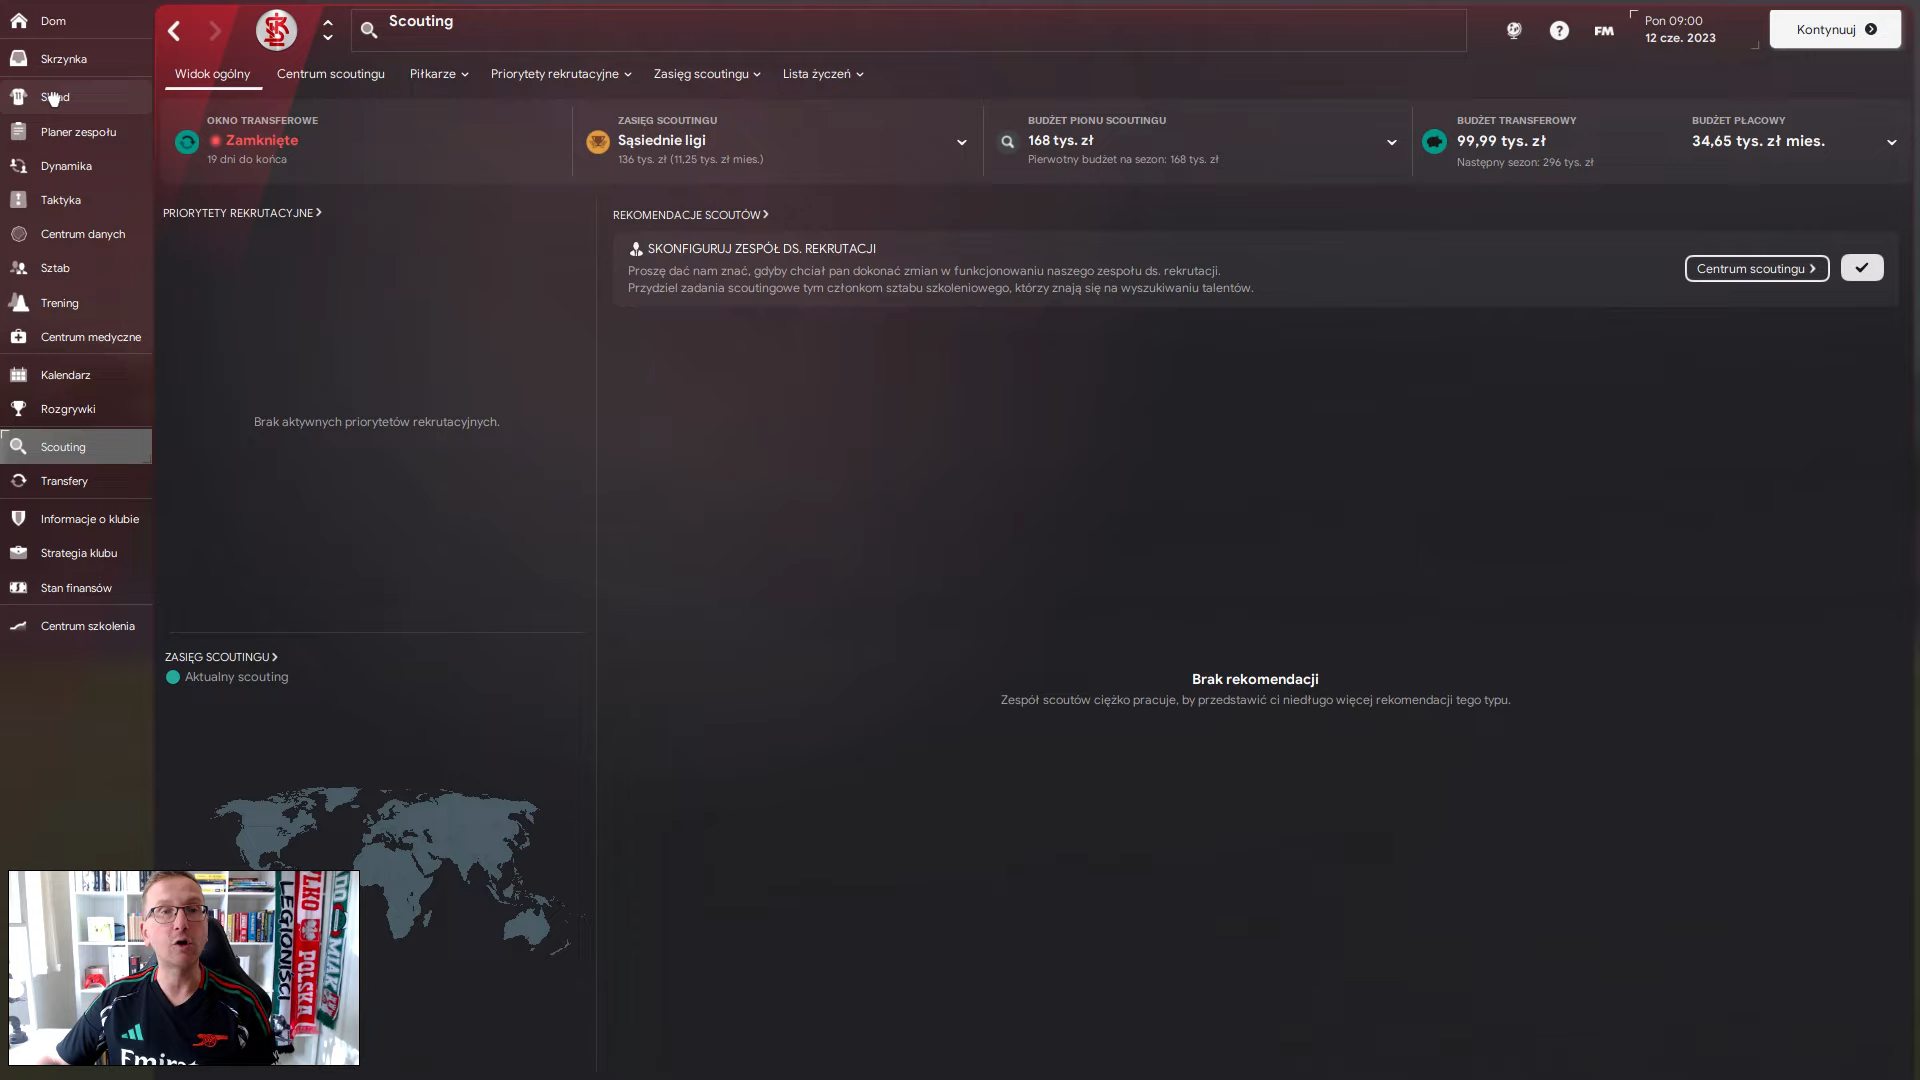 Dom
Skrzynka
Skład
Planer zespołu
Dynamika
Taktyka
Centrum danych
Sztab
Trening
Centrum medyczne
Kalendarz
Rozgrywki
Scouting
Transfery
Informacje o klubie
Strategia klubu
Stan finansów
Centrum szkolenia
Scouting
FM
Pon 09:00
12 cze. 2023
Kontynuuj
Widok ogólny
Centrum scoutingu
Piłkarze
Priorytety rekrutacyjne
Zasięg scoutingu
Lista życzeń
OKNO TRANSFEROWE
Zamknięte
19 dni do końca
ZASIĘG SCOUTINGU
Sąsiednie ligi
136 tys. zł (11,25 tys. zł mies.)
BUDŻET PIONU SCOUTINGU
168 tys. zł
Pierwotny budżet na sezon: 168 tys. zł
BUDŻET TRANSFEROWY
99,99 tys. zł
Następny sezon: 296 tys. zł
BUDŻET PŁACOWY
34,65 tys. zł mies.
PRIORYTETY REKRUTACYJNE
Brak aktywnych priorytetów rekrutacyjnych.
ZASIĘG SCOUTINGU
Aktualny scouting
REKOMENDACJE SCOUTÓW
SKONFIGURUJ ZESPÓŁ DS. REKRUTACJI
Proszę dać nam znać, gdyby chciał pan dokonać zmian w funkcjonowaniu naszego zespołu ds. rekrutacji.
Przydziel zadania scoutingowe tym członkom sztabu szkoleniowego, którzy znają się na wyszukiwaniu talentów.
Centrum scoutingu
Brak rekomendacji
Zespół scoutów ciężko pracuje, by przedstawić ci niedługo więcej rekomendacji tego typu.
LEGIONIŚCI
YLKO
POLSKA